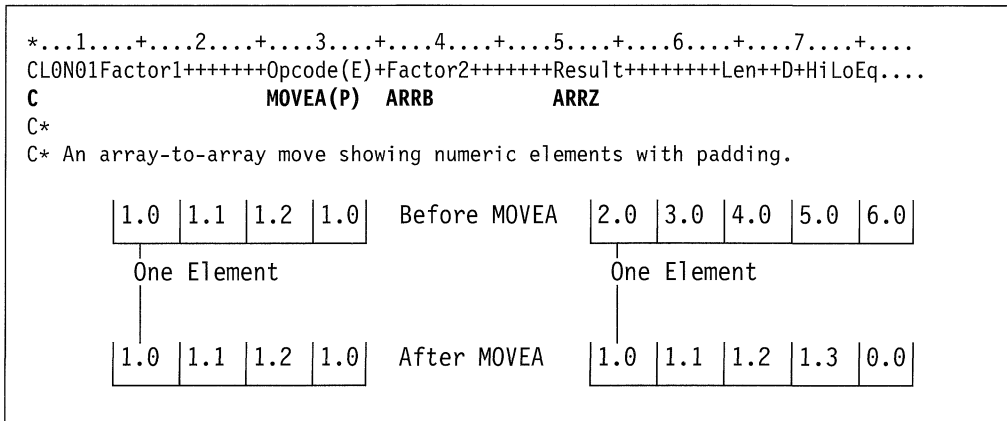 *...1....+....2....+....3....+....4....+....5....+....6....+....7....+....
CL0N01Factor1+++++++Opcode(E)+Factor2+++++++Result++++++++Len++D+HiLoEq....
C MOVEA(P) ARRB ARRZ
C*
C* An array-to-array move showing numeric elements with padding.
1.0 1.1 1.2 1.0 Before MOVEA 2.0 3.0 4.0 5.0 6.0
One Element One Element
1.0 1.1 1.2 1.0 After MOVEA 1.0 1.1 1.2 1.3 0.0